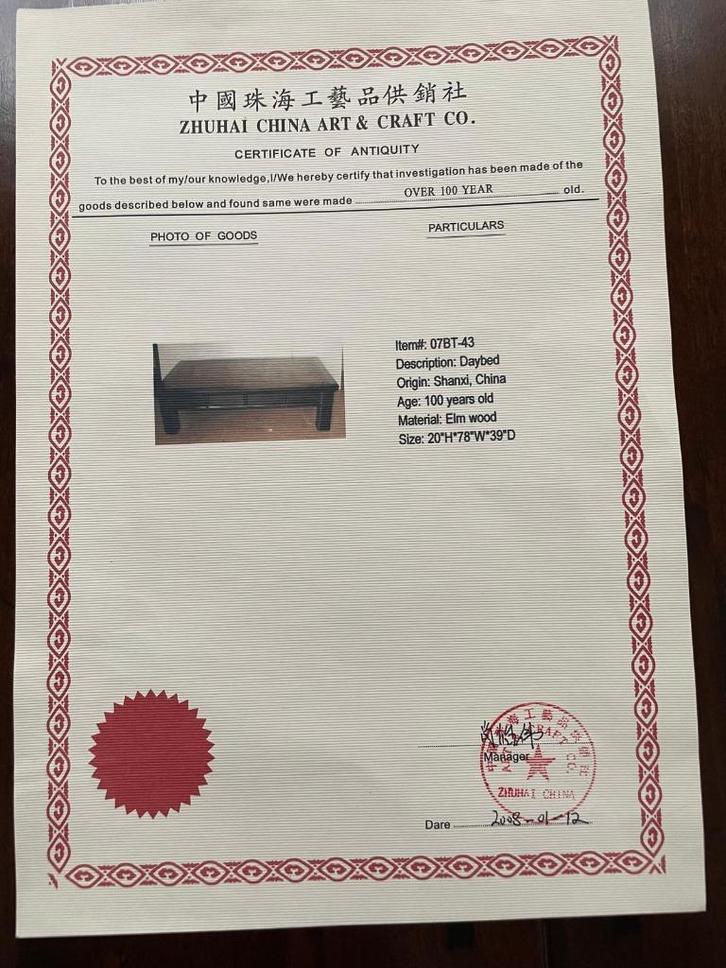 中國珠海工藝品供銷社
ZHUHAI CHINA ART & CRAFT CO.
CERTIFICATE OF ANTIQUITY
To the best of my/our knowledge,I/We hereby certify that investigation has been made of the
goods described below and found same were made OVER 100 YEAR old.
PHOTO OF GOODS
PARTICULARS
Item#: 07BT-43
Description: Daybed
Origin: Shanxi, China
Age: 100 years old
Material: Elm wood
Size: 20"H*78"W*39"D
Manager
ZHUHAI CHINA
Dare 2008-01-12